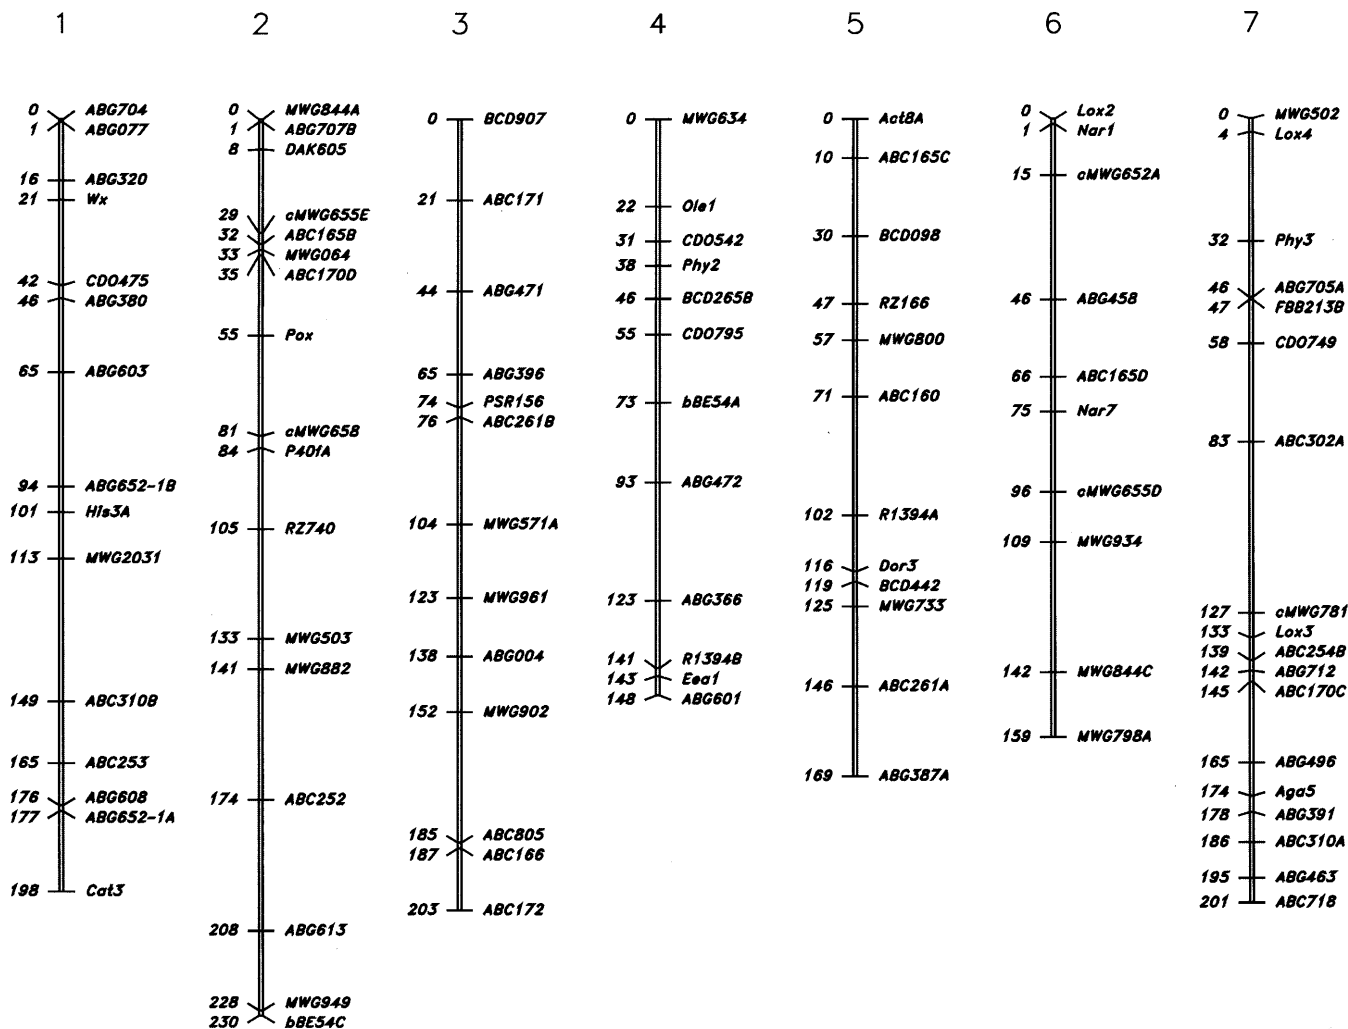 1
0 ABG704
1 ABG077
16 ABG320
21 Wx
42 CDO475
46 ABG380
65 ABG603
94 ABG652-1B
101 His3A
113 MWG2031
149 ABC310B
165 ABC253
176 ABG608
177 ABG652-1A
198 Cat3
2
0 MWG844A
1 ABG707B
8 DAK605
29 cMWG655E
32 ABC165B
33 MWG064
35 ABC170D
55 Pox
81 cMWG658
84 P40fA
105 RZ740
133 MWG503
141 MWG882
174 ABC252
208 ABG613
228 MWG949
230 bBE54C
3
0 BCD907
21 ABC171
44 ABG471
65 ABG396
74 PSR156
76 ABC261B
104 MWG571A
123 MWG961
138 ABG004
152 MWG902
185 ABC805
187 ABC166
203 ABC172
4
0 MWG634
22 Ole1
31 CDO542
38 Phy2
46 BCD265B
55 CDO795
73 bBE54A
93 ABG472
123 ABG366
141 R1394B
143 Eea1
148 ABG601
5
0 Act8A
10 ABC165C
30 BCD098
47 RZ166
57 MWG800
71 ABC160
102 R1394A
116 Dor3
119 BCD442
125 MWG733
146 ABC261A
169 ABG387A
6
0 Lox2
1 Nar1
15 cMWG652A
46 ABG458
66 ABC165D
75 Nar7
96 cMWG655D
109 MWG934
142 MWG844C
159 MWG798A
7
0 MWG502
4 Lox4
32 Phy3
46 ABG705A
47 FBB213B
58 CDO749
83 ABC302A
127 cMWG781
133 Lox3
139 ABC254B
142 ABG712
145 ABC170C
165 ABG496
174 Aga5
178 ABG391
186 ABC310A
195 ABG463
201 ABC718